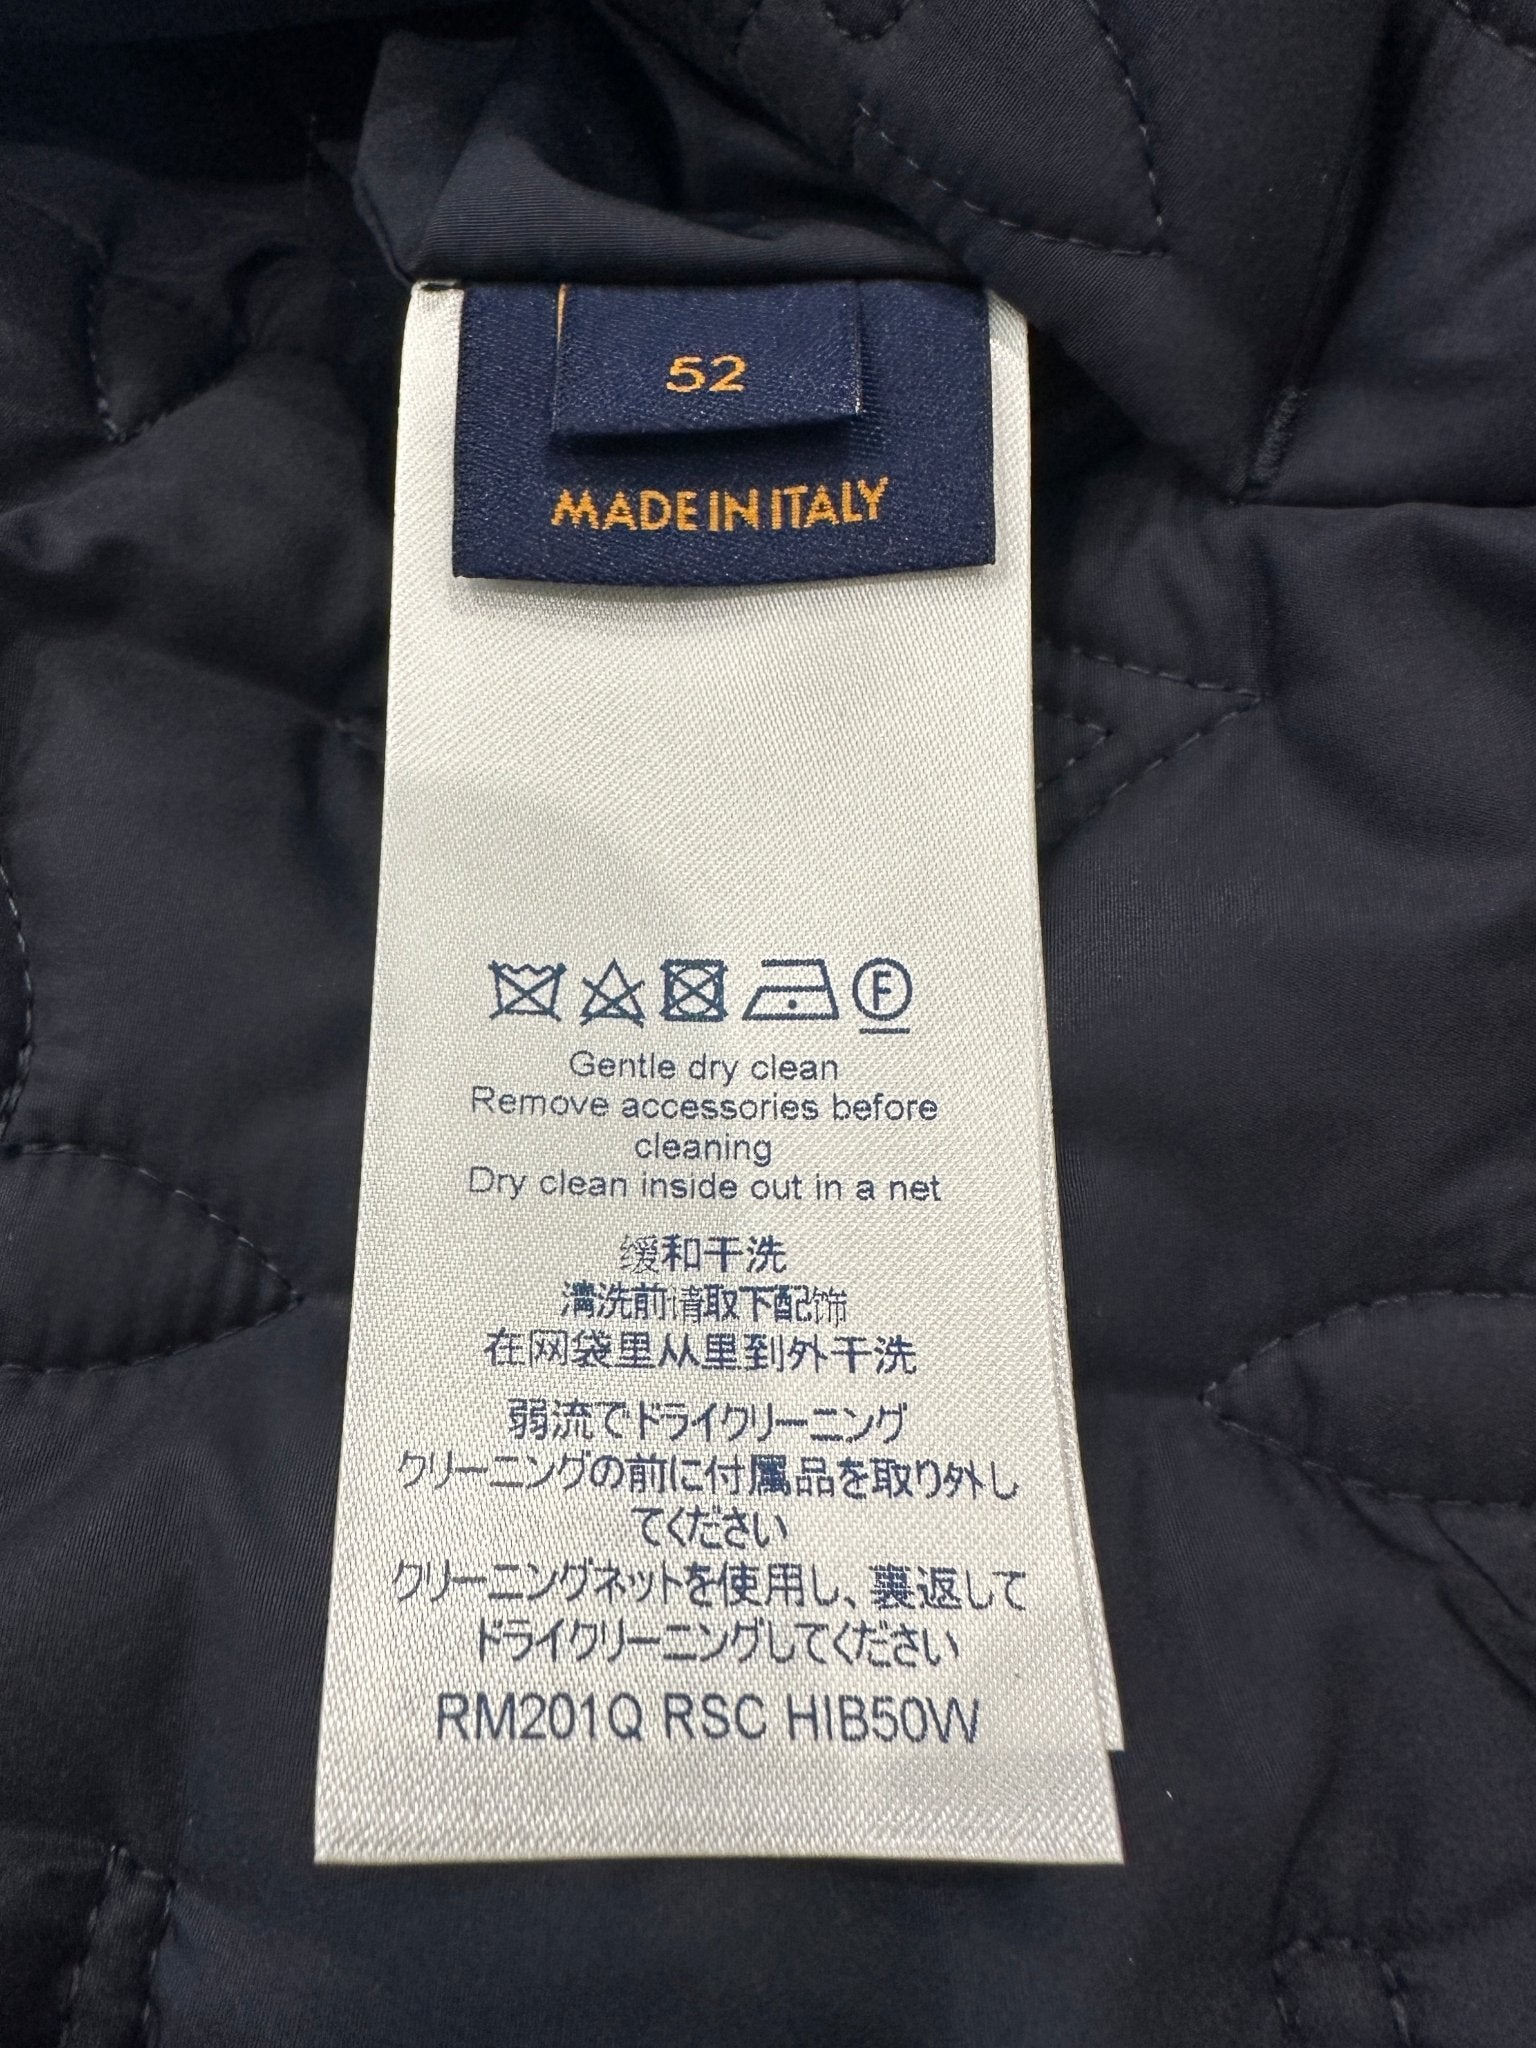 52
MADE IN ITALY
F
Gentle dry clean
Remove accessories before
cleaning
Dry clean inside out in a net
缓和干洗
清洗前请取下配饰
在网袋里从里到外干洗
弱流でドライクリーニング
クリーニングの前に付属品を取り外し
てください
クリーニングネットを使用し、裏返して
ドライクリーニングしてください
RM201Q RSC HIB50W